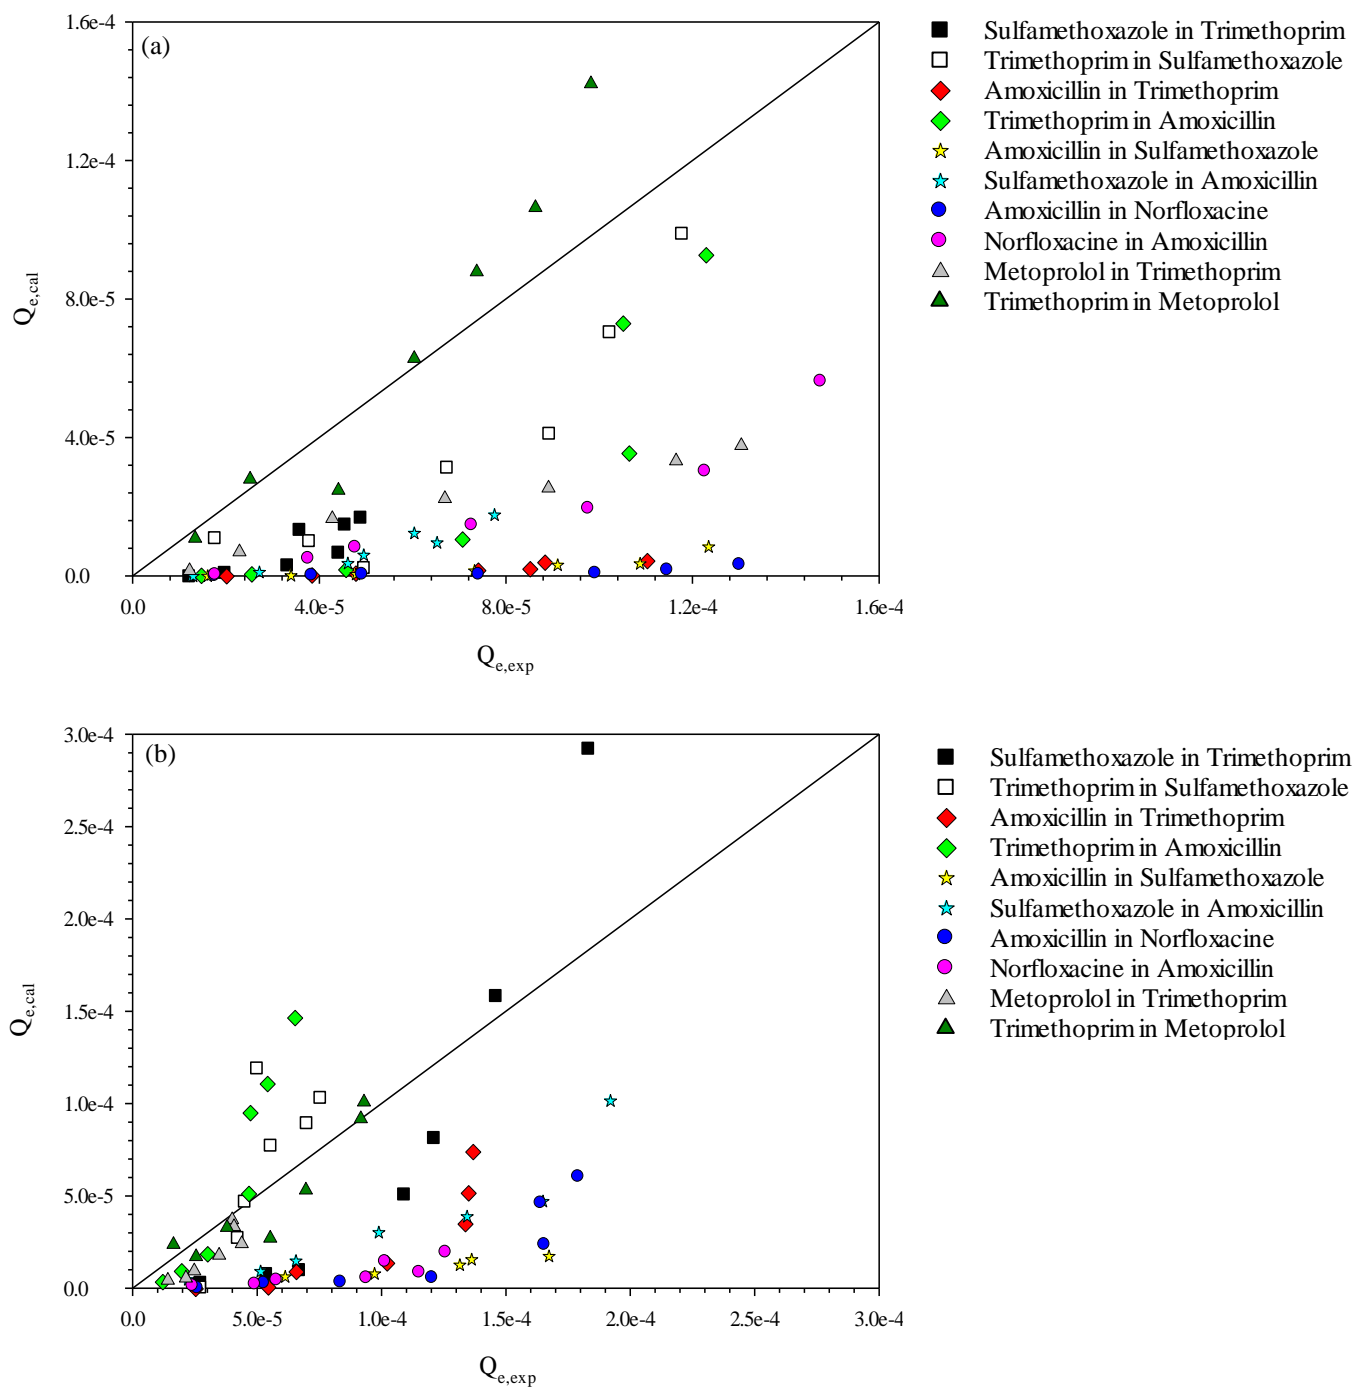 1.6e-4
(a)
1.2e-4
8.0e-5
4.0e-5
0.0
Q e,cal
0.0 4.0e-5 8.0e-5 1.2e-4 1.6e-4
Q e,exp
Sulfamethoxazole in Trimethoprim
Trimethoprim in Sulfamethoxazole
Amoxicillin in Trimethoprim
Trimethoprim in Amoxicillin
Amoxicillin in Sulfamethoxazole
Sulfamethoxazole in Amoxicillin
Amoxicillin in Norfloxacine
Norfloxacine in Amoxicillin
Metoprolol in Trimethoprim
Trimethoprim in Metoprolol
3.0e-4
(b)
2.5e-4
2.0e-4
1.5e-4
1.0e-4
5.0e-5
0.0
Q e,cal
0.0 5.0e-5 1.0e-4 1.5e-4 2.0e-4 2.5e-4 3.0e-4
Q e,exp
Sulfamethoxazole in Trimethoprim
Trimethoprim in Sulfamethoxazole
Amoxicillin in Trimethoprim
Trimethoprim in Amoxicillin
Amoxicillin in Sulfamethoxazole
Sulfamethoxazole in Amoxicillin
Amoxicillin in Norfloxacine
Norfloxacine in Amoxicillin
Metoprolol in Trimethoprim
Trimethoprim in Metoprolol